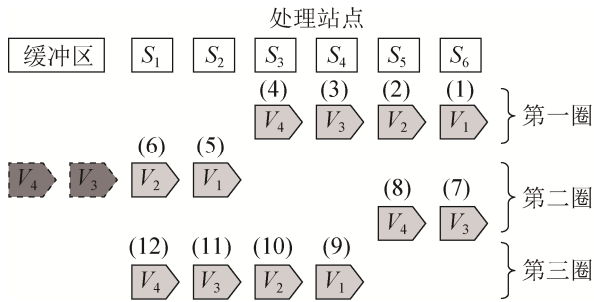 处理站点
缓冲区 S1 S2 S3 S4 S5 S6
(4) (3) (2) (1)
V4 V3 V2 V1 第一圈
(6) (5)
V4 V3 V2 V1
(8) (7) 第二圈
V4 V3
(12) (11) (10) (9)
V4 V3 V2 V1 第三圈